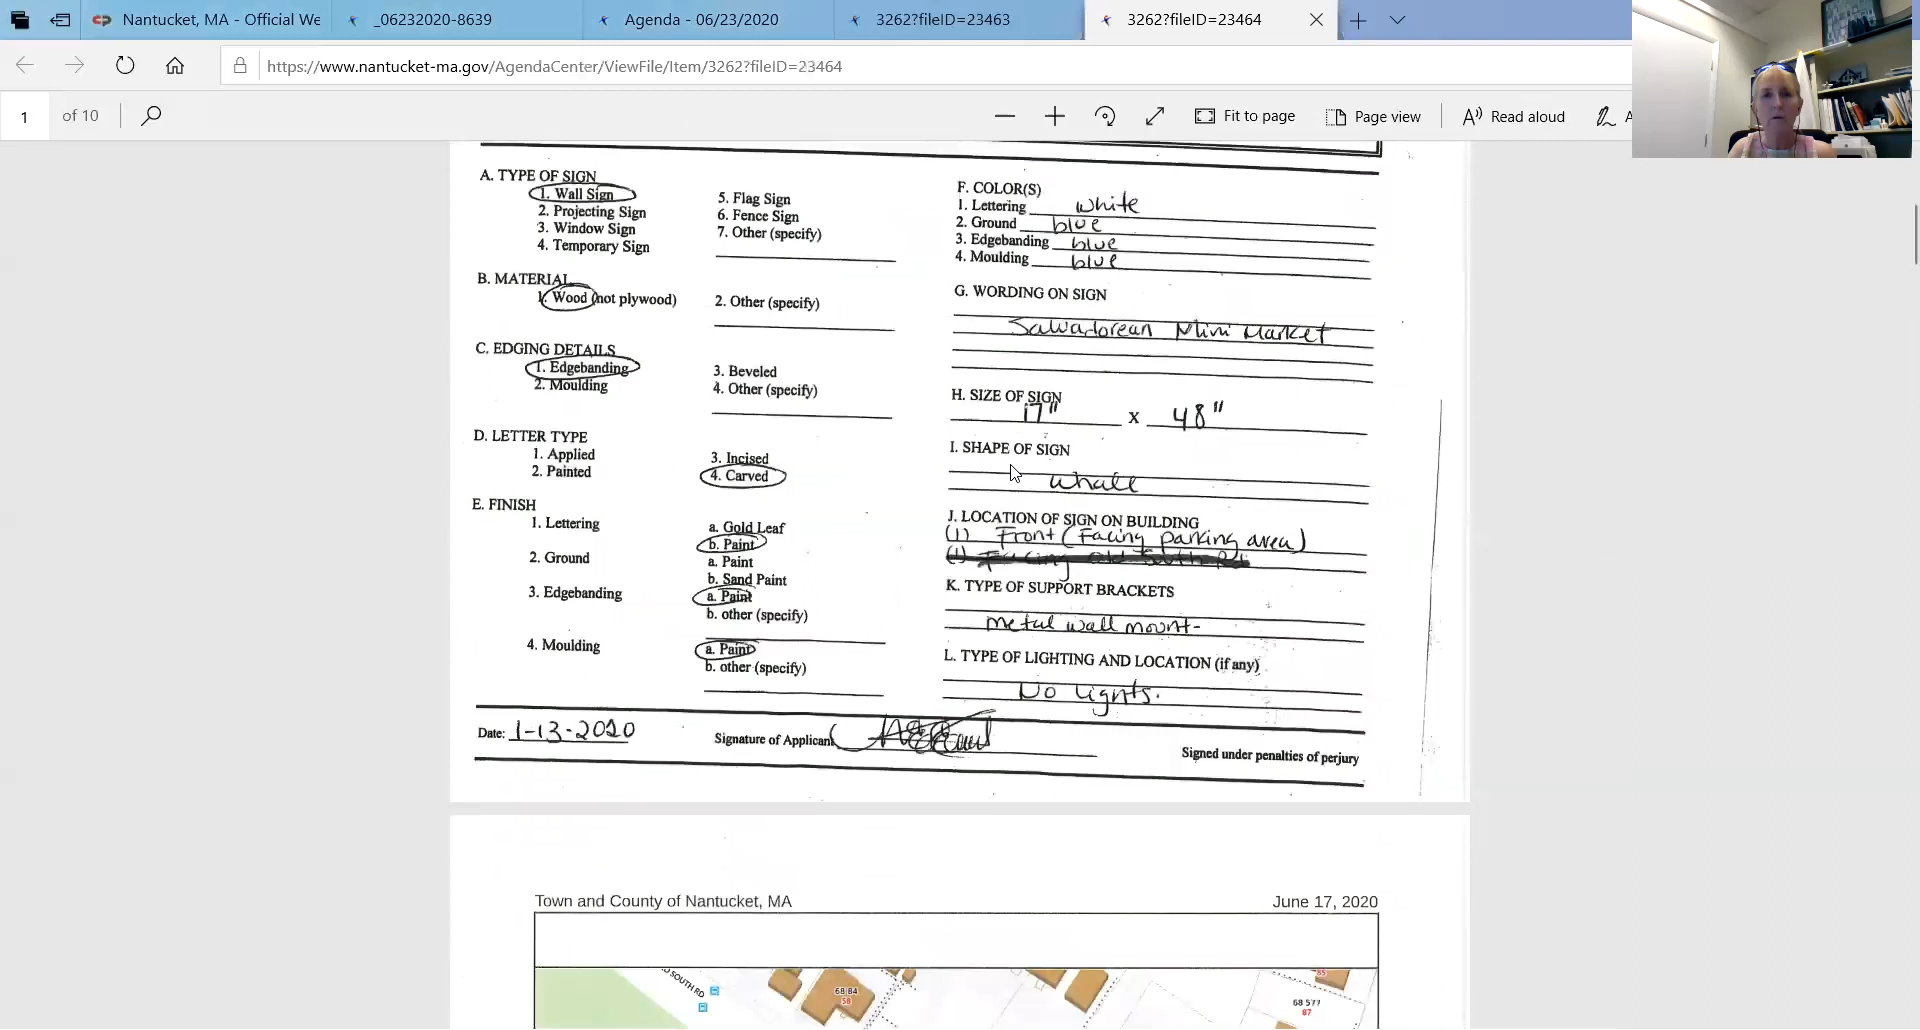 Nantucket, MA - Official We
_06232020-8639
Agenda - 06/23/2020
3262?fileID=23463
3262?fileID=23464
https://www.nantucket-ma.gov/AgendaCenter/ViewFile/Item/3262?fileID=23464
1 of 10
Fit to page
Page view
Read aloud
A. TYPE OF SIGN
1. Wall Sign
2. Projecting Sign
3. Window Sign
4. Temporary Sign
5. Flag Sign
6. Fence Sign
7. Other (specify)
B. MATERIAL
1. Wood (not plywood)
2. Other (specify)
C. EDGING DETAILS
1. Edgebanding
2. Moulding
3. Beveled
4. Other (specify)
D. LETTER TYPE
1. Applied
2. Painted
3. Incised
4. Carved
E. FINISH
1. Lettering
a. Gold Leaf
b. Paint
2. Ground
a. Paint
b. Sand Paint
3. Edgebanding
a. Paint
b. other (specify)
4. Moulding
a. Paint
b. other (specify)
F. COLOR(S)
1. Lettering white
2. Ground blue
3. Edgebanding blue
4. Moulding blue
G. WORDING ON SIGN
Salvadorean Mini Market
H. SIZE OF SIGN
17" x 48"
I. SHAPE OF SIGN
whale
J. LOCATION OF SIGN ON BUILDING
(1) Front (Facing parking area)
K. TYPE OF SUPPORT BRACKETS
metal wall mount-
L. TYPE OF LIGHTING AND LOCATION (if any)
No lights.
Date: 1-13-2020
Signature of Applicant
Signed under penalties of perjury
Town and County of Nantucket, MA
June 17, 2020
D SOUTH RD
68 84
58
85
68 577
87